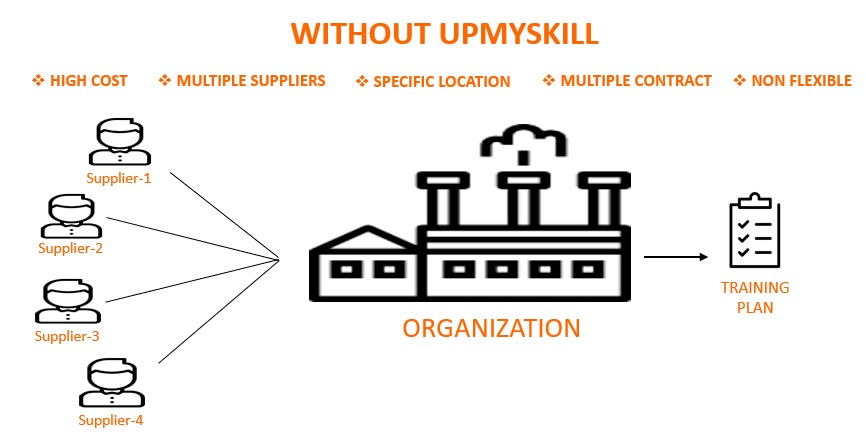 WITHOUT UPMYSKILL
❖ HIGH COST ❖ MULTIPLE SUPPLIERS ❖ SPECIFIC LOCATION ❖ MULTIPLE CONTRACT ❖ NON FLEXIBLE
Supplier-1
Supplier-2
Supplier-3
Supplier-4
ORGANIZATION
TRAINING
PLAN